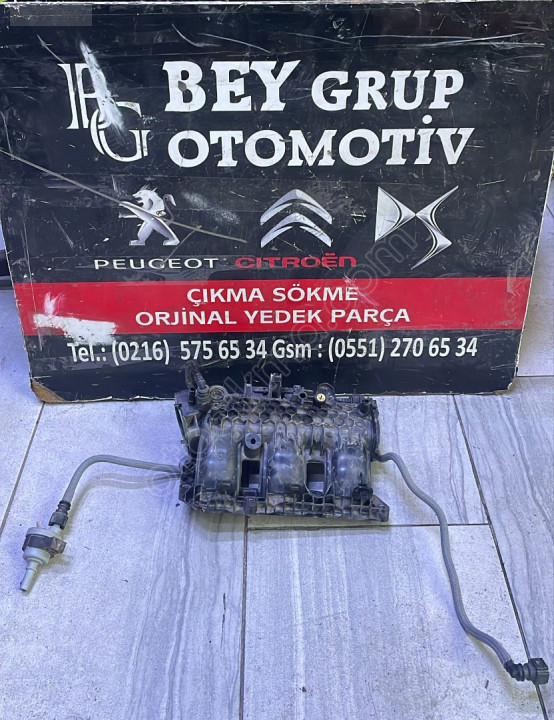 BG BEY GRUP
OTOMOTİV
PEUGEOT CITROËN
ÇIKMA SÖKME
ORJİNAL YEDEK PARÇA
Tel.: (0216) 575 65 34 Gsm : (0551) 270 65 34